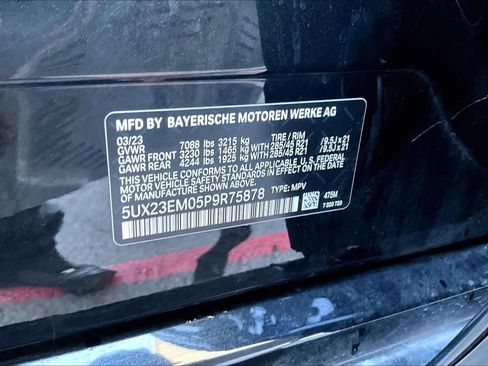 MFD BY BAYERISCHE MOTOREN WERKE AG
03/23 TIRE / RIM
GVWR 7088 lbs 3215 kg
GAWR FRONT 3230 lbs 1465 kg 285/45 R21 /9.5J x 21
GAWR REAR 4244 lbs 1925 kg 285/45 R21 /9.5J x 21
THIS VEHICLE CONFORMS TO ALL APPLICABLE U.S. FEDERAL
MOTOR VEHICLE SAFETY STANDARDS IN EFFECT
ON THE DATE OF MANUFACTURE SHOWN ABOVE.
5UX23EM05P9R75878 TYPE: MPV
475M